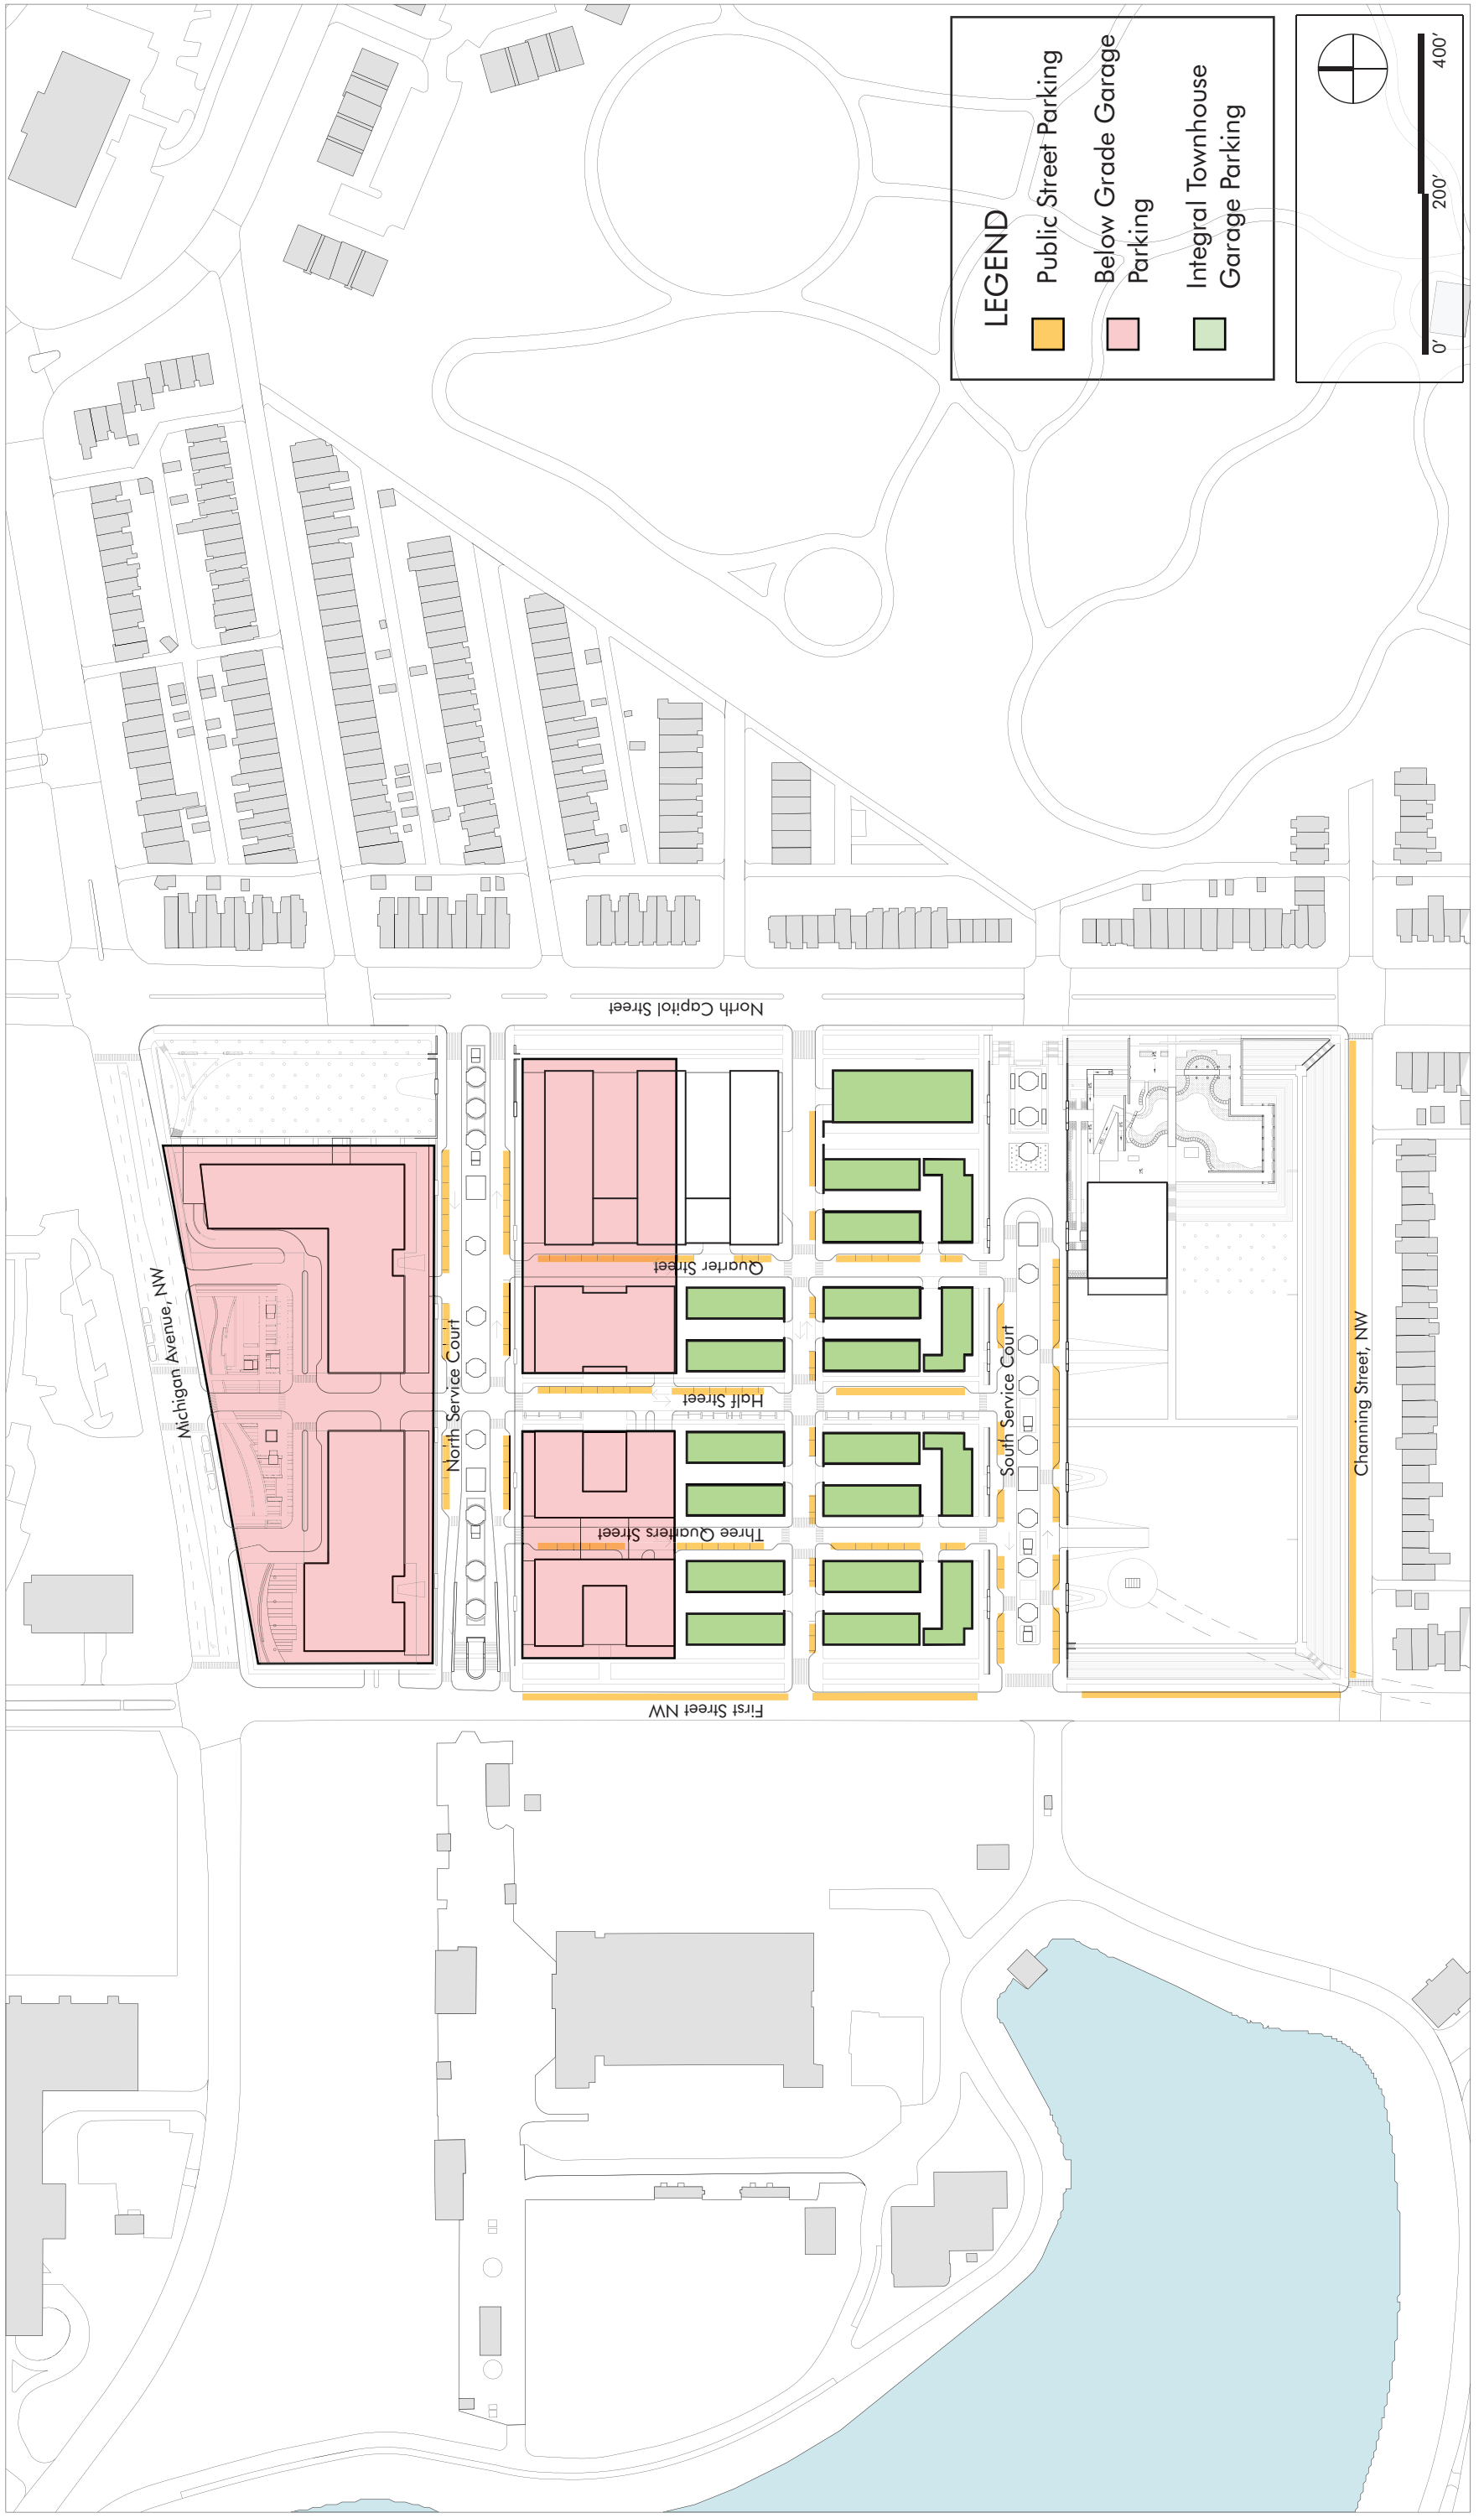 LEGEND
Public Street Parking
Below Grade Garage
Parking
Integral Townhouse
Garage Parking
0’
200’
400’
North Capitol Street
Quarter Street
Half Street
Three Quarters Street
First Street NW
Michigan Avenue, NW
North Service Court
South Service Court
Channing Street, NW